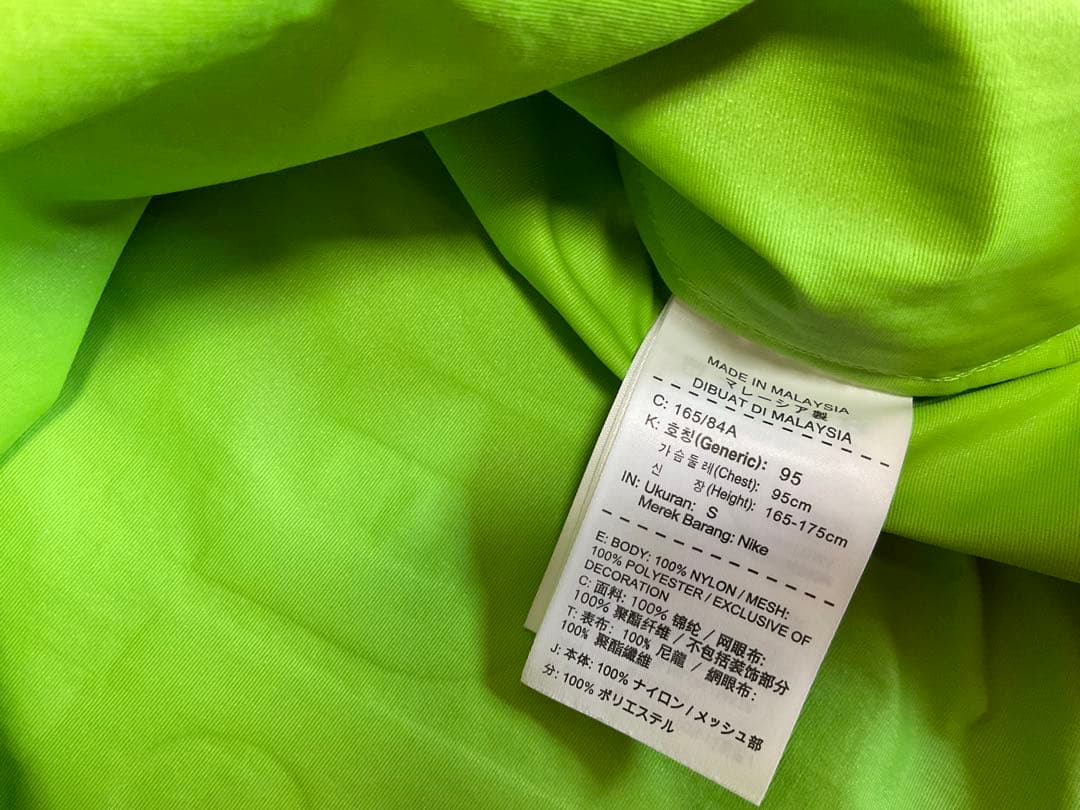 MADE IN MALAYSIA
マレーシア製
DIBUAT DI MALAYSIA
C: 165/84A
K: 호칭(Generic): 95
가슴둘레(Chest): 95cm
신 장(Height): 165-175cm
IN: Ukuran: S
Merek Barang: Nike
E: BODY: 100% NYLON / MESH:
100% POLYESTER / EXCLUSIVE OF
DECORATION
C: 面料: 100% 锦纶 / 网眼布:
100% 聚酯纤维 / 不包括装饰部分
T: 表布: 100% 尼龍 / 網眼布:
100% 聚酯纖維
J: 本体: 100% ナイロン / メッシュ部
分: 100% ポリエステル